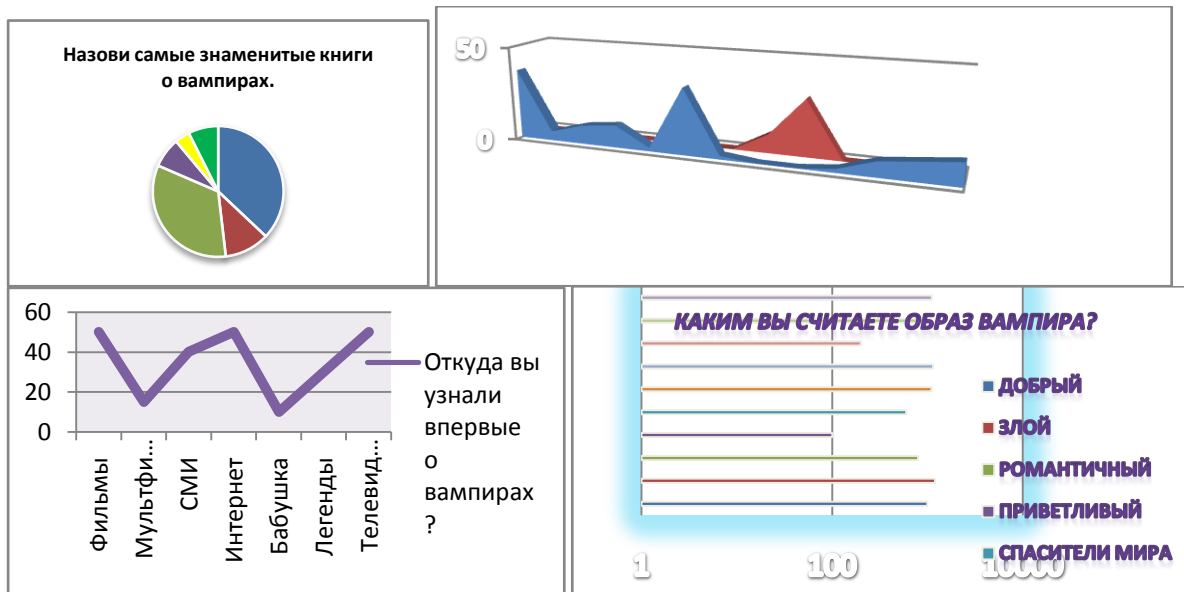 Назови самые знаменитые книги
о вампирах.
50
0
60
40
20
0
Фильмы
Мультфи...
СМИ
Интернет
Бабушка
Легенды
Телевид...
Откуда вы
узнали
впервые
о
вампирах
?
КАКИМ ВЫ СЧИТАЕТЕ ОБРАЗ ВАМПИРА?
ДОБРЫЙ
ЗЛОЙ
РОМАНТИЧНЫЙ
ПРИВЕТЛИВЫЙ
СПАСИТЕЛИ МИРА
1 100 10000